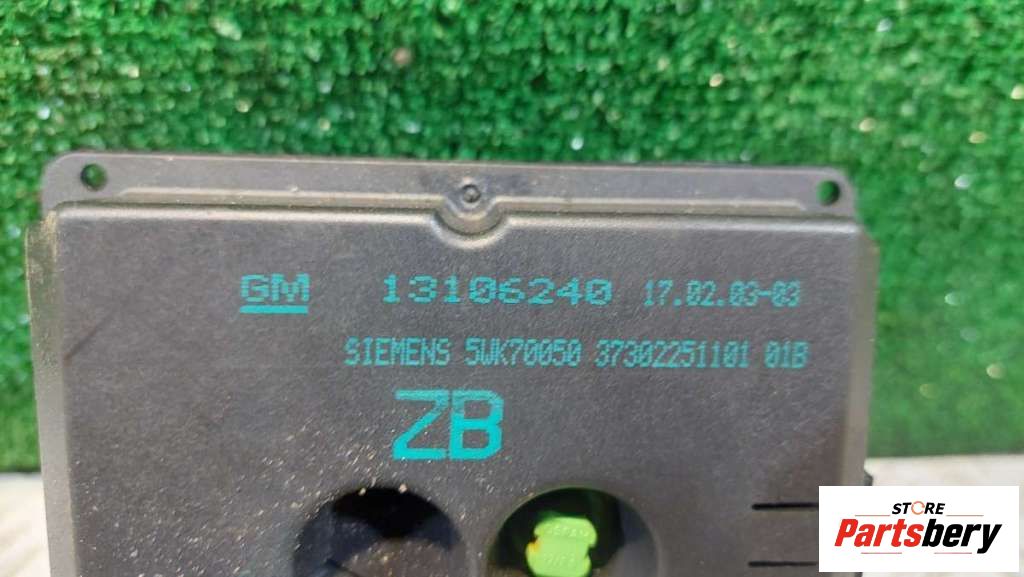 GM 13106240 17.02.03-03
SIEMENS 5WK70050 37302251101 01B
ZB
STORE
Partsbery